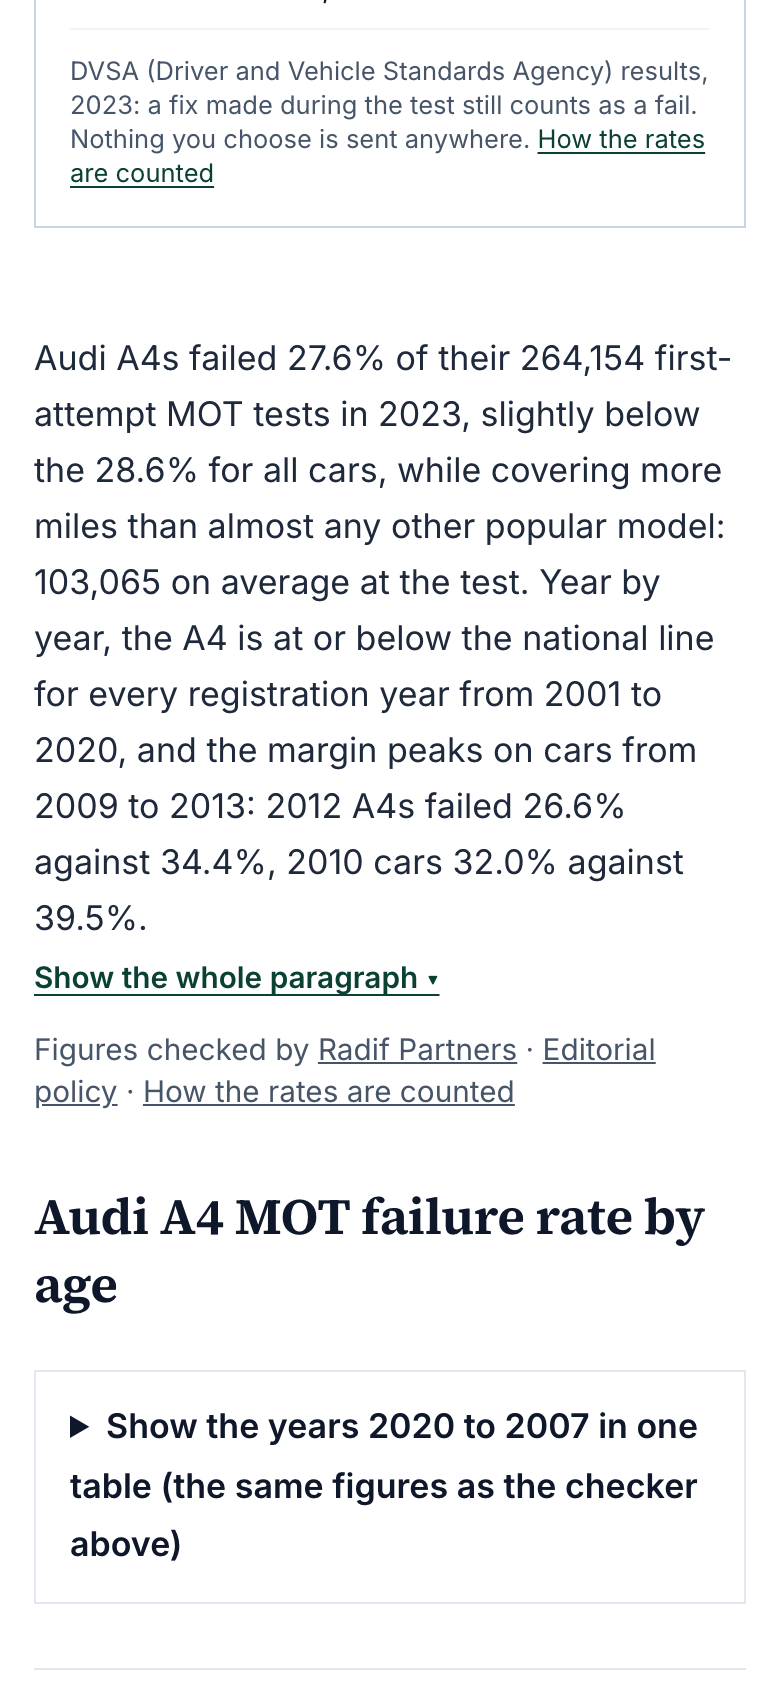 DVSA (Driver and Vehicle Standards Agency) results,
2023: a fix made during the test still counts as a fail.
Nothing you choose is sent anywhere. How the rates
are counted
Audi A4s failed 27.6% of their 264,154 first-
attempt MOT tests in 2023, slightly below
the 28.6% for all cars, while covering more
miles than almost any other popular model:
103,065 on average at the test. Year by
year, the A4 is at or below the national line
for every registration year from 2001 to
2020, and the margin peaks on cars from
2009 to 2013: 2012 A4s failed 26.6%
against 34.4%, 2010 cars 32.0% against
39.5%.
Show the whole paragraph ▾
Figures checked by Radif Partners · Editorial
policy · How the rates are counted
Audi A4 MOT failure rate by
age
▶ Show the years 2020 to 2007 in one
table (the same figures as the checker
above)